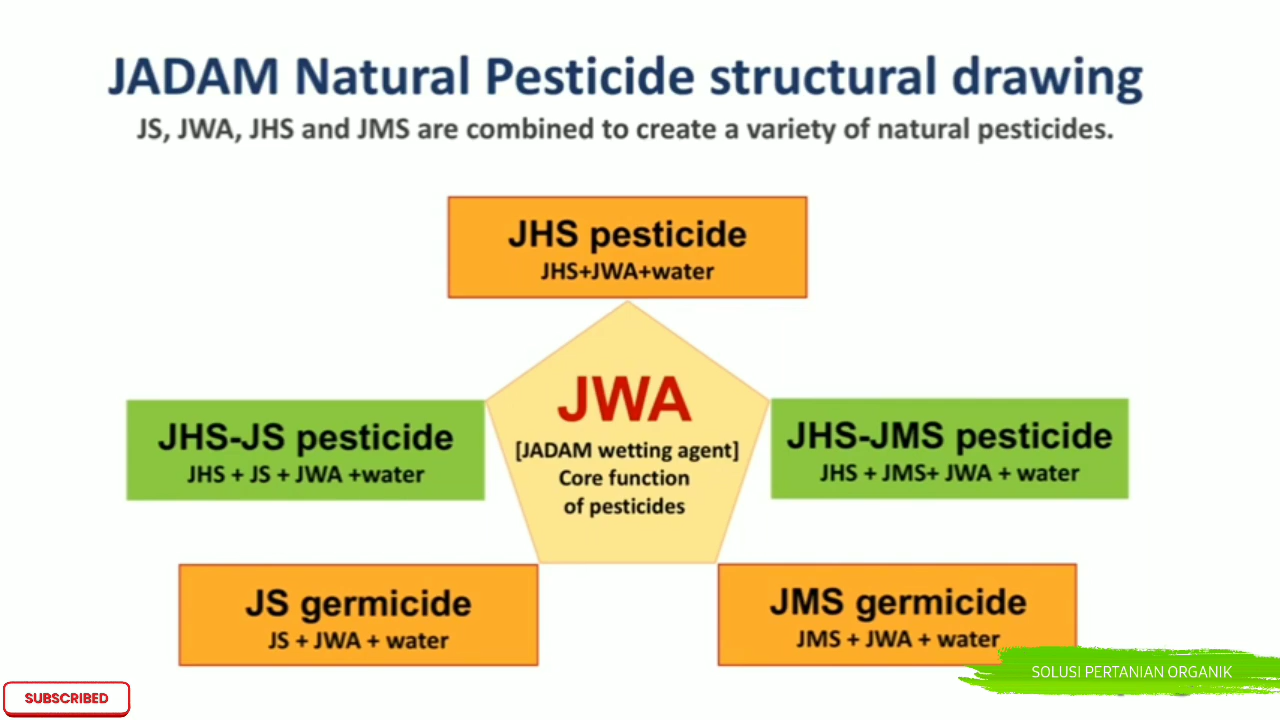 JADAM Natural Pesticide structural drawing
JS, JWA, JHS and JMS are combined to create a variety of natural pesticides.
JHS pesticide
JHS+JWA+water
JWA
[JADAM wetting agent]
Core function
of pesticides
JHS-JS pesticide
JHS + JS + JWA +water
JHS-JMS pesticide
JHS + JMS+ JWA + water
JS germicide
JS + JWA + water
JMS germicide
JMS + JWA + water
SOLUSI PERTANIAN ORGANIK
SUBSCRIBED